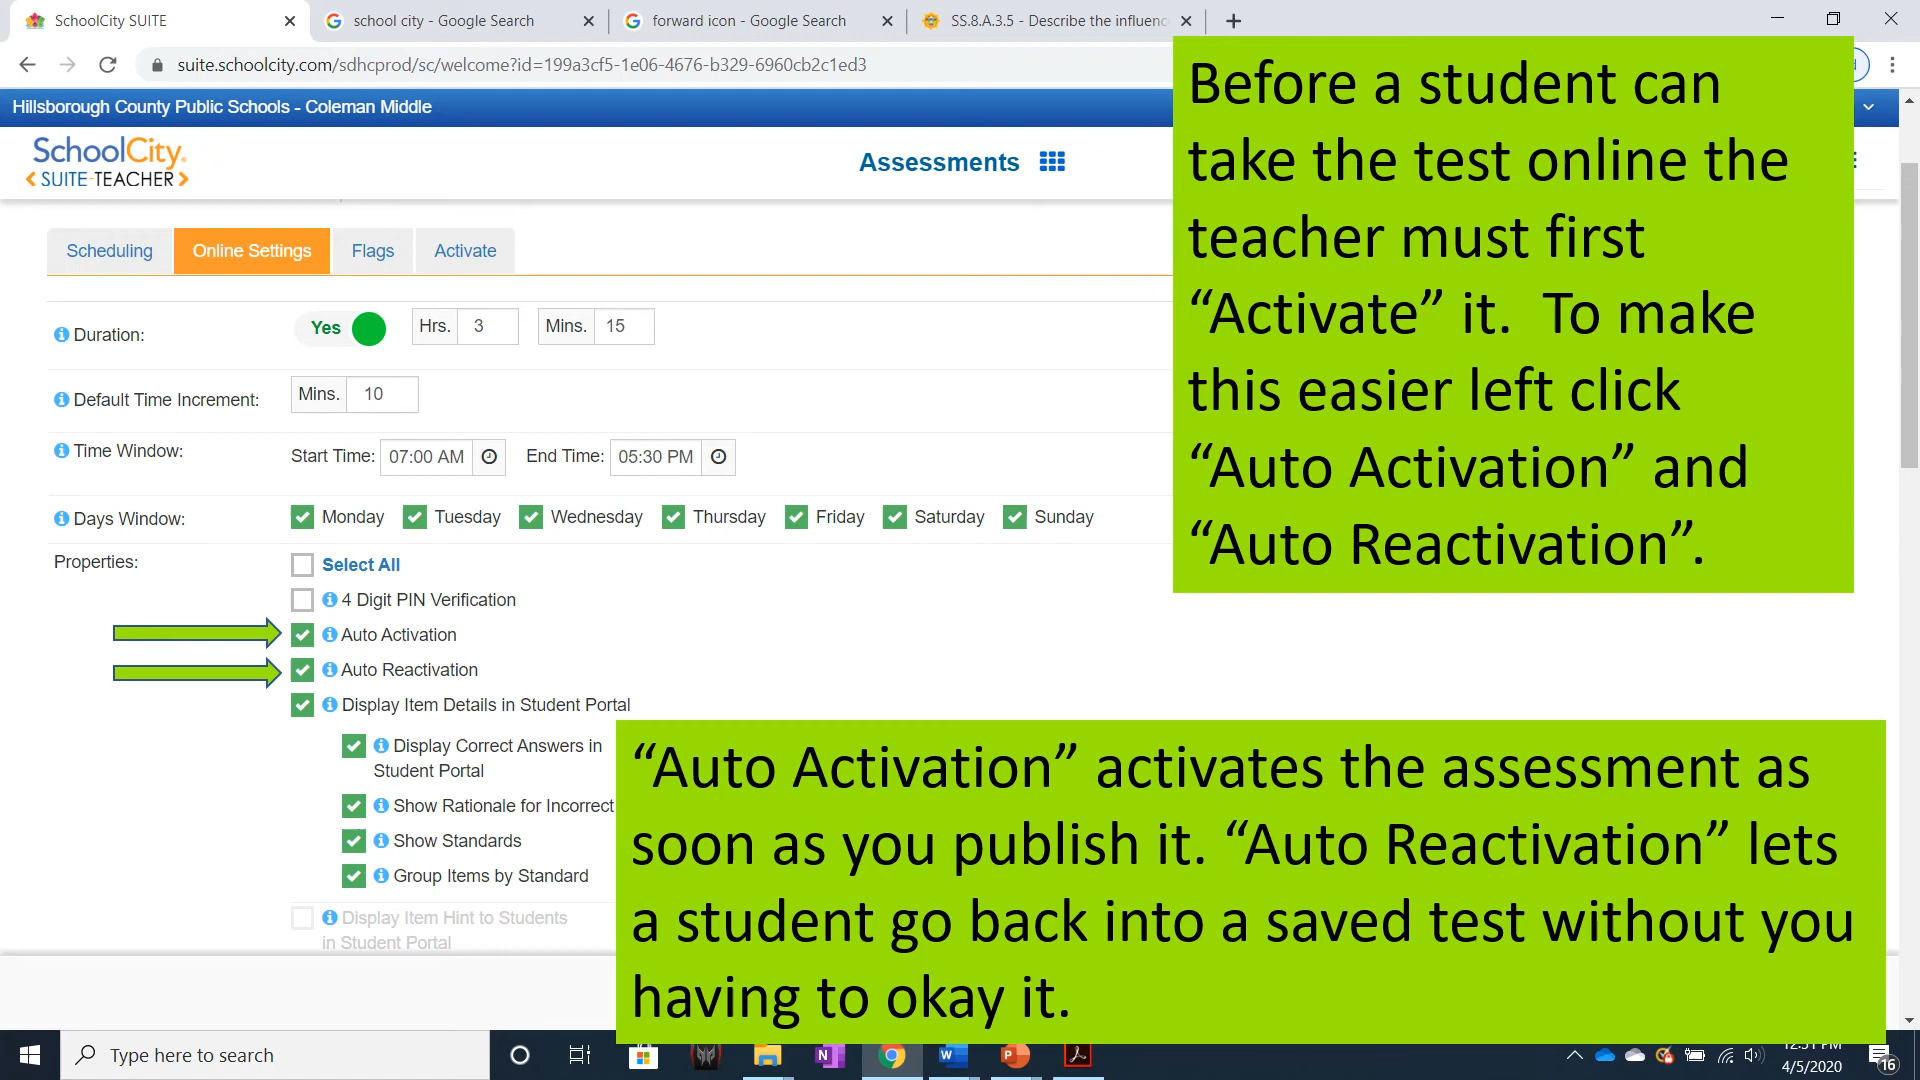 SchoolCity SUITE
school city - Google Search
forward icon - Google Search
SS.8.A.3.5 - Describe the influenc
suite.schoolcity.com/sdhcprod/sc/welcome?id=199a3cf5-1e06-4676-b329-6960cb2c1ed3
Hillsborough County Public Schools - Coleman Middle
SchoolCity
SUITE-TEACHER
Assessments
Before a student can
take the test online the
teacher must first
“Activate” it.  To make
this easier left click
“Auto Activation” and
“Auto Reactivation”.
Scheduling
Online Settings
Flags
Activate
Duration: Yes Hrs. 3 Mins. 15
Default Time Increment: Mins. 10
Time Window: Start Time: 07:00 AM End Time: 05:30 PM
Days Window: Monday Tuesday Wednesday Thursday Friday Saturday Sunday
Properties: Select All
4 Digit PIN Verification
Auto Activation
Auto Reactivation
Display Item Details in Student Portal
Display Correct Answers in
Student Portal
Show Rationale for Incorrect
Show Standards
Group Items by Standard
Display Item Hint to Students
in Student Portal
“Auto Activation” activates the assessment as
soon as you publish it. “Auto Reactivation” lets
a student go back into a saved test without you
having to okay it.
Type here to search
12:51 PM
4/5/2020
16